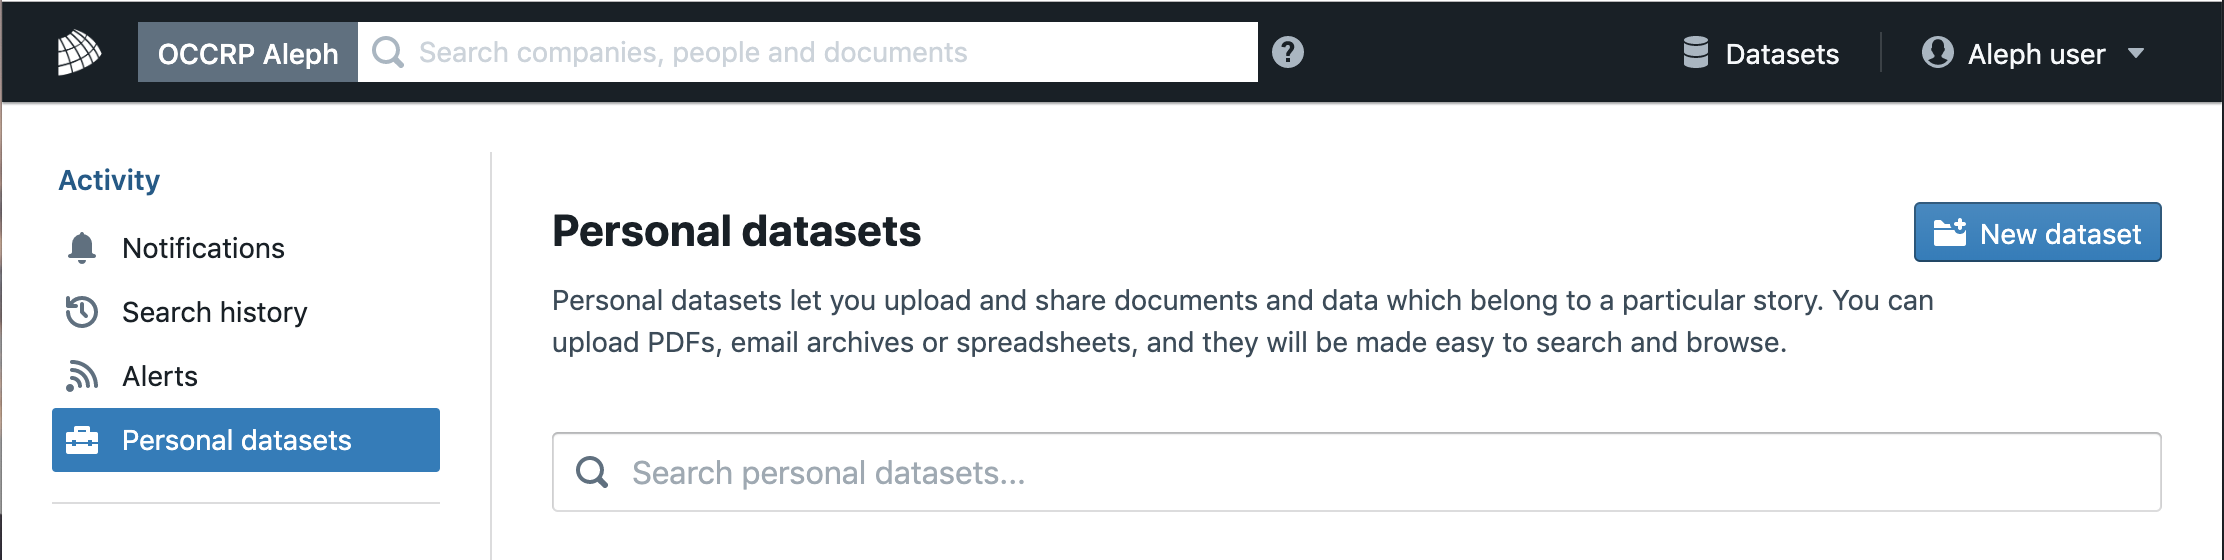 OCCRP Aleph
Search companies, people and documents
?
Datasets
Aleph user
Activity
Notifications
Search history
Alerts
Personal datasets
Personal datasets
New dataset
Personal datasets let you upload and share documents and data which belong to a particular story. You can
upload PDFs, email archives or spreadsheets, and they will be made easy to search and browse.
Search personal datasets...